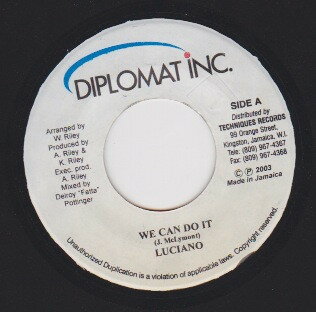 DIPLOMAT INC.
Arranged by
W. Riley
Produced by
A. Riley &
K. Riley
Exec. prod.
A. Riley
Mixed by
Delroy "Fatta"
Pottinger
SIDE A
Distributed by
TECHNIQUES RECORDS
99 Orange Street,
Kingston, Jamaica, W.I.
Tele: (809) 967-4367
Fax: (809) 967-4368
© ℗ 2003
Made in Jamaica
WE CAN DO IT
(J. McLymont)
LUCIANO
Unauthorized Duplication is a violation of applicable laws. Copyright Reserved.